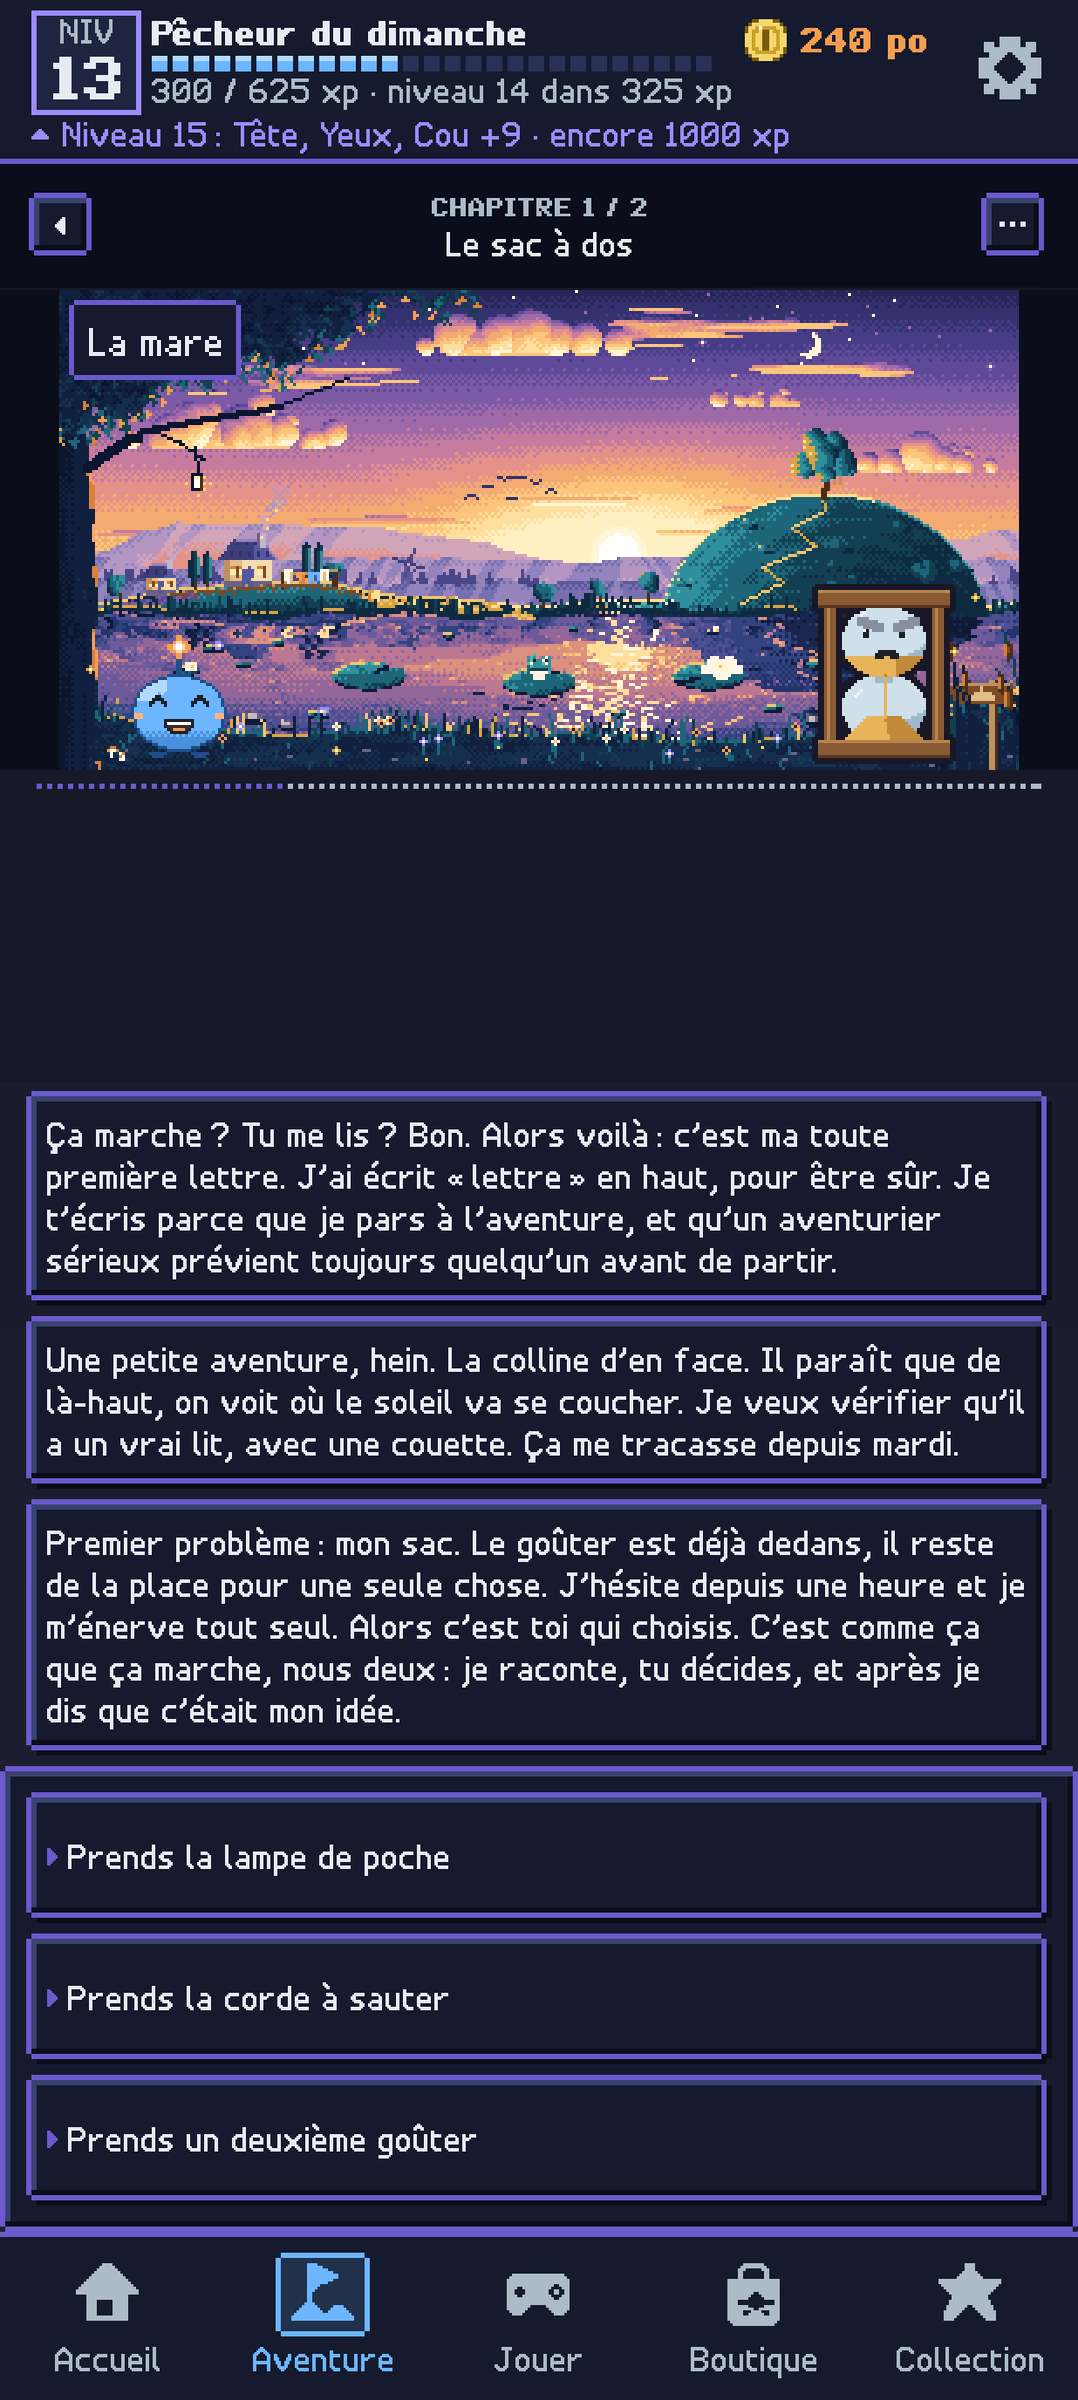 NIV
13
Pêcheur du dimanche
240 po
300 / 625 xp · niveau 14 dans 325 xp
Niveau 15 : Tête, Yeux, Cou +9 · encore 1000 xp
CHAPITRE 1 / 2
Le sac à dos
La mare
Ça marche ? Tu me lis ? Bon. Alors voilà : c’est ma toute
première lettre. J’ai écrit « lettre » en haut, pour être sûr. Je
t’écris parce que je pars à l’aventure, et qu’un aventurier
sérieux prévient toujours quelqu’un avant de partir.
Une petite aventure, hein. La colline d’en face. Il paraît que de
là-haut, on voit où le soleil va se coucher. Je veux vérifier qu’il
a un vrai lit, avec une couette. Ça me tracasse depuis mardi.
Premier problème : mon sac. Le goûter est déjà dedans, il reste
de la place pour une seule chose. J’hésite depuis une heure et je
m’énerve tout seul. Alors c’est toi qui choisis. C’est comme ça
que ça marche, nous deux : je raconte, tu décides, et après je
dis que c’était mon idée.
Prends la lampe de poche
Prends la corde à sauter
Prends un deuxième goûter
Accueil
Aventure
Jouer
Boutique
Collection